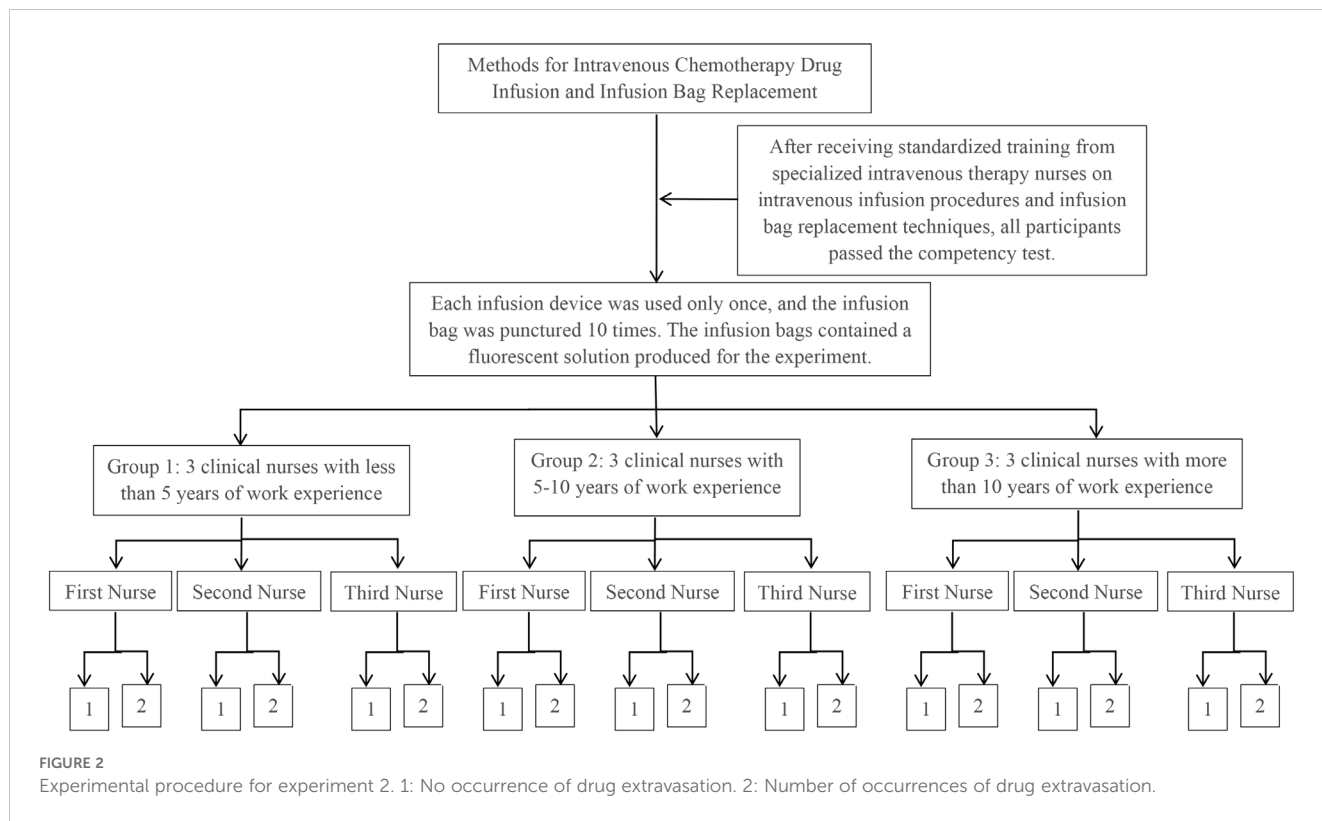 Methods for Intravenous Chemotherapy Drug
Infusion and Infusion Bag Replacement
After receiving standardized training from
specialized intravenous therapy nurses on
intravenous infusion procedures and infusion
bag replacement techniques, all participants
passed the competency test.
Each infusion device was used only once, and the infusion
bag was punctured 10 times. The infusion bags contained a
fluorescent solution produced for the experiment.
Group 1: 3 clinical nurses with less
than 5 years of work experience
Group 2: 3 clinical nurses with
5-10 years of work experience
Group 3: 3 clinical nurses with more
than 10 years of work experience
First Nurse
Second Nurse
Third Nurse
First Nurse
Second Nurse
Third Nurse
First Nurse
Second Nurse
Third Nurse
1
2
1
2
1
2
1
2
1
2
1
2
1
2
1
2
1
2
FIGURE 2
Experimental procedure for experiment 2. 1: No occurrence of drug extravasation. 2: Number of occurrences of drug extravasation.